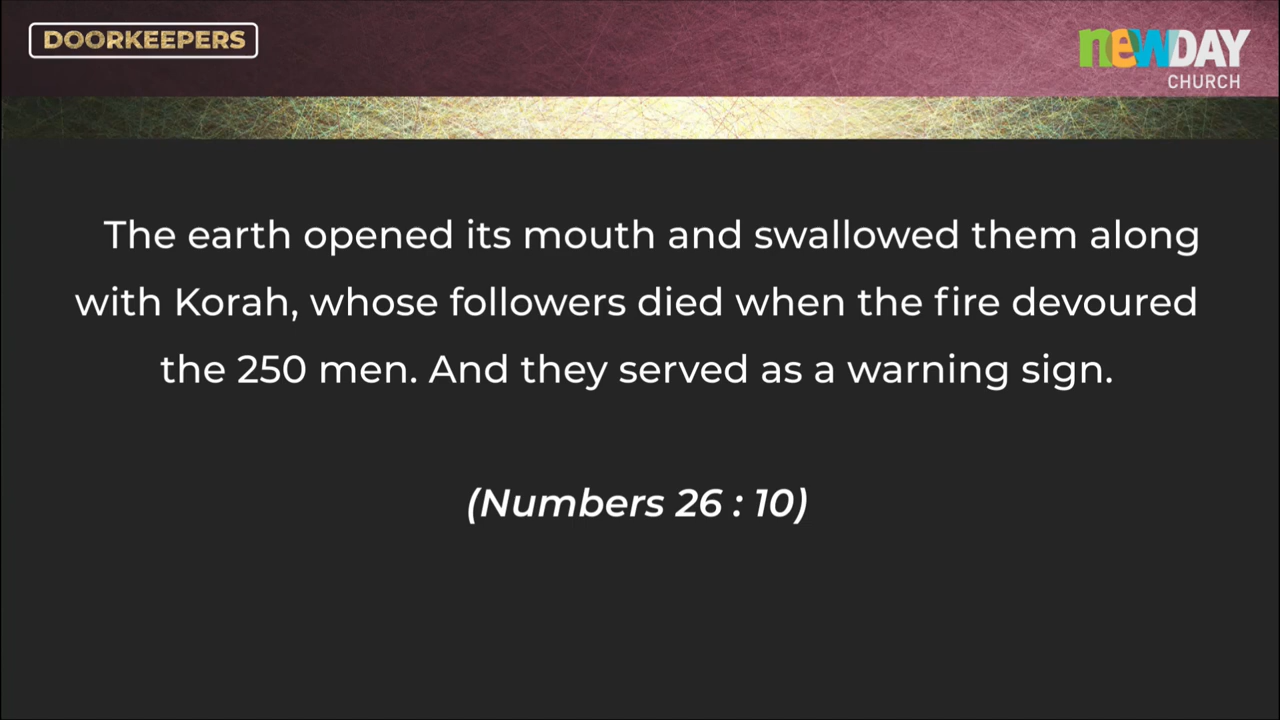 DOORKEEPERS
newDAY
CHURCH
The earth opened its mouth and swallowed them along
with Korah, whose followers died when the fire devoured
the 250 men. And they served as a warning sign.
(Numbers 26 : 10)